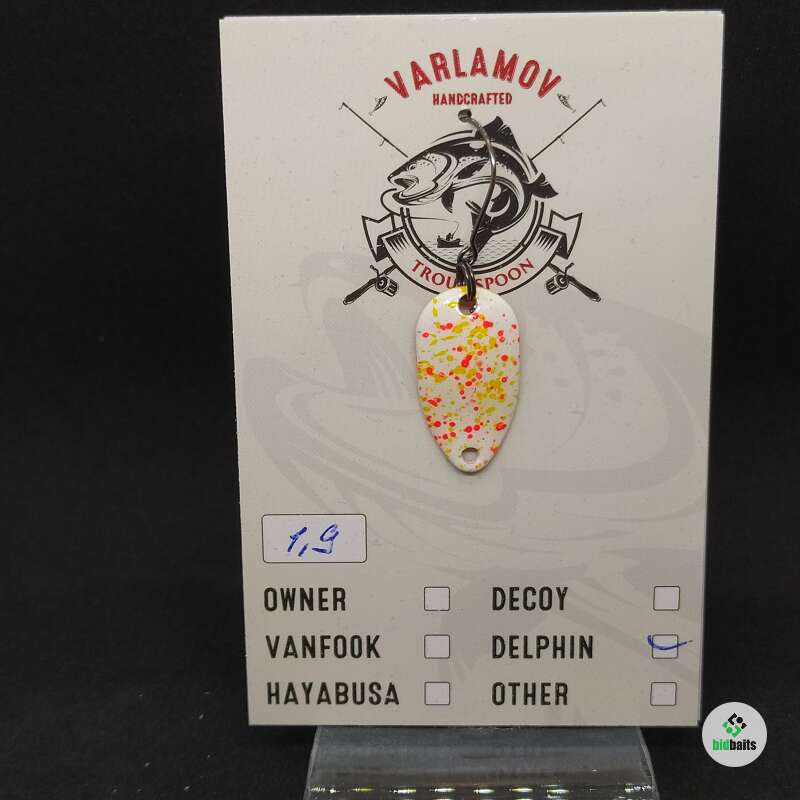 VARLAMOV
HANDCRAFTED
TROUT SPOON
1,9
OWNER
DECOY
VANFOOK
DELPHIN
HAYABUSA
OTHER
bidbaits